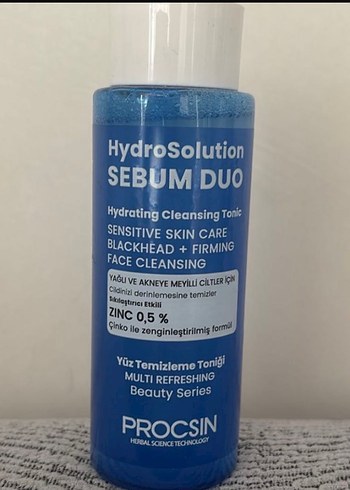 HydroSolution
SEBUM DUO
Hydrating Cleansing Tonic
SENSITIVE SKIN CARE
BLACKHEAD + FIRMING
FACE CLEANSING
YAĞLI VE AKNEYE MEYİLLİ CİLTLER İÇİN
Cildinizi derinlemesine temizler
Sıkılaştırıcı Etkili
ZINC 0,5 %
Çinko ile zenginleştirilmiş formül
Yüz Temizleme Toniği
MULTI REFRESHING
Beauty Series
PROCSIN
HERBAL SCIENCE TECHNOLOGY